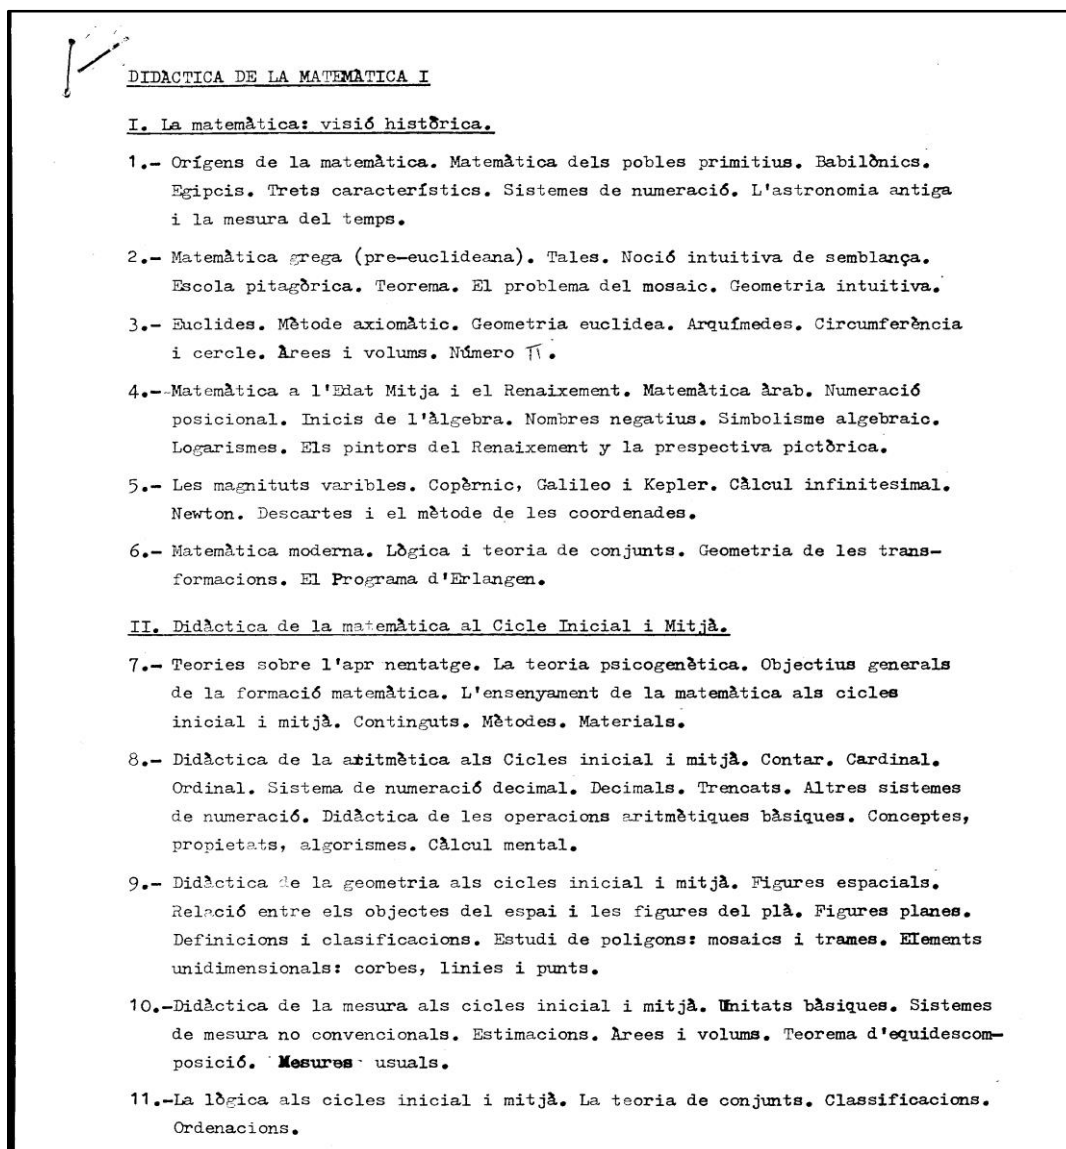 DIDÀCTICA DE LA MATEMÀTICA I
I. La matemàtica: visió històrica.
1.- Orígens de la matemàtica. Matemàtica dels pobles primitius. Babilònics.
Egipcis. Trets característics. Sistemes de numeració. L'astronomia antiga
i la mesura del temps.
2.- Matemàtica grega (pre-euclideana). Tales. Noció intuitiva de semblança.
Escola pitagòrica. Teorema. El problema del mosaic. Geometria intuitiva.
3.- Euclides. Mètode axiomàtic. Geometria euclidea. Arquímedes. Circumferència
i cercle. Àrees i volums. Número π.
4.- Matemàtica a l'Edat Mitja i el Renaixement. Matemàtica àrab. Numeració
posicional. Inicis de l'àlgebra. Nombres negatius. Simbolisme algebraic.
Logarismes. Els pintors del Renaixement y la prespectiva pictòrica.
5.- Les magnituts varibles. Copèrnic, Galileo i Kepler. Càlcul infinitesimal.
Newton. Descartes i el mètode de les coordenades.
6.- Matemàtica moderna. Lògica i teoria de conjunts. Geometria de les trans-
formacions. El Programa d'Erlangen.
II. Didàctica de la matemàtica al Cicle Inicial i Mitjà.
7.- Teories sobre l'apr nentatge. La teoria psicogenètica. Objectius generals
de la formació matemàtica. L'ensenyament de la matemàtica als cicles
inicial i mitjà. Continguts. Mètodes. Materials.
8.- Didàctica de la aritmètica als Cicles inicial i mitjà. Contar. Cardinal.
Ordinal. Sistema de numeració decimal. Decimals. Trencats. Altres sistemes
de numeració. Didàctica de les operacions aritmètiques bàsiques. Conceptes,
propietats, algorismes. Càlcul mental.
9.- Didàctica de la geometria als cicles inicial i mitjà. Figures espacials.
Relació entre els objectes del espai i les figures del plà. Figures planes.
Definicions i clasificacions. Estudi de poligons: mosaics i trames. Elements
unidimensionals: corbes, linies i punts.
10.-Didàctica de la mesura als cicles inicial i mitjà. Unitats bàsiques. Sistemes
de mesura no convencionals. Estimacions. Àrees i volums. Teorema d'equidescom-
posició. Mesures usuals.
11.-La lògica als cicles inicial i mitjà. La teoria de conjunts. Classificacions.
Ordenacions.